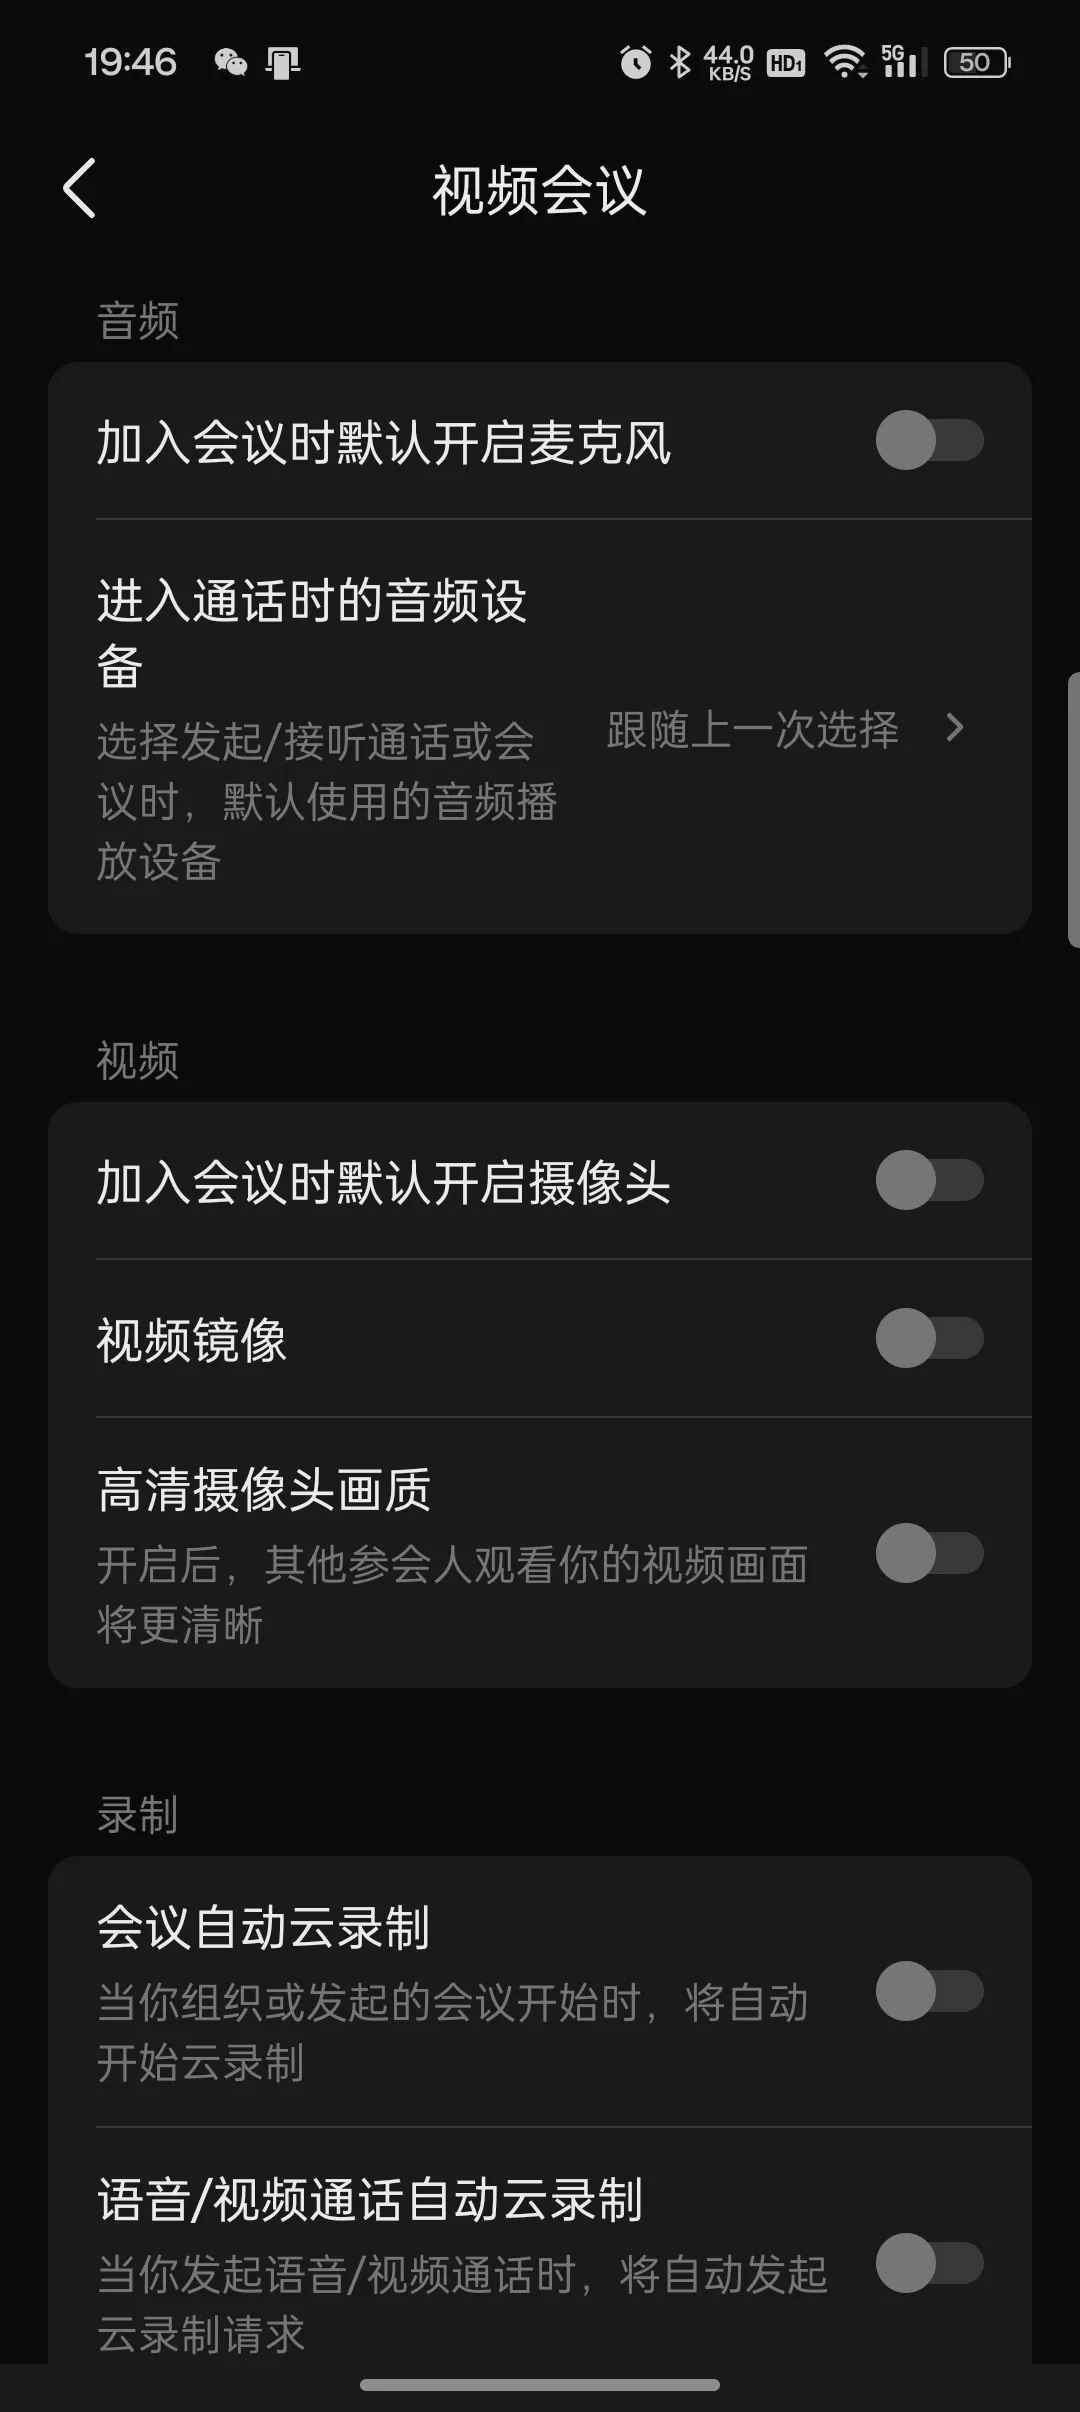 19:46
44.0
KB/S
HD1
5G
50
视频会议
音频
加入会议时默认开启麦克风
进入通话时的音频设
备
选择发起/接听通话或会
议时，默认使用的音频播
放设备
跟随上一次选择
视频
加入会议时默认开启摄像头
视频镜像
高清摄像头画质
开启后，其他参会人观看你的视频画面
将更清晰
录制
会议自动云录制
当你组织或发起的会议开始时，将自动
开始云录制
语音/视频通话自动云录制
当你发起语音/视频通话时，将自动发起
云录制请求